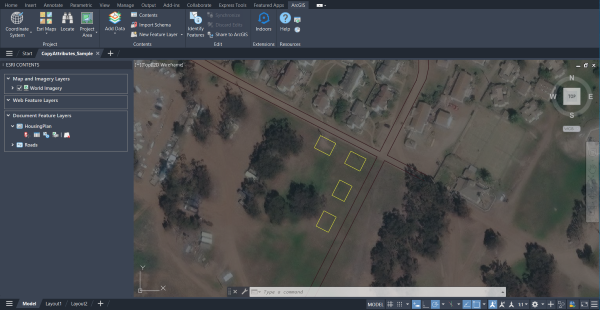 Home Insert Annotate Parametric View Manage Output Add-ins Collaborate Express Tools Featured Apps ArcGIS
Coordinate System
Esri Maps
Locate
Project Area
Project
Add Data
Contents
Import Schema
New Feature Layer
Contents
Identify Features
Synchronize
Share to ArcGIS
Edit
Indoors
Extensions
Help
Resources
Start CopyAttributes_Sample
ESRI CONTENTS
Map and Imagery Layers
World Imagery
Web Feature Layers
Document Feature Layers
HousingPlan
Roads
[-][Top][2D Wireframe]
N
W TOP E
S
WCS
Y
X
Type a command
Model Layout1 Layout2
MODEL
1:1